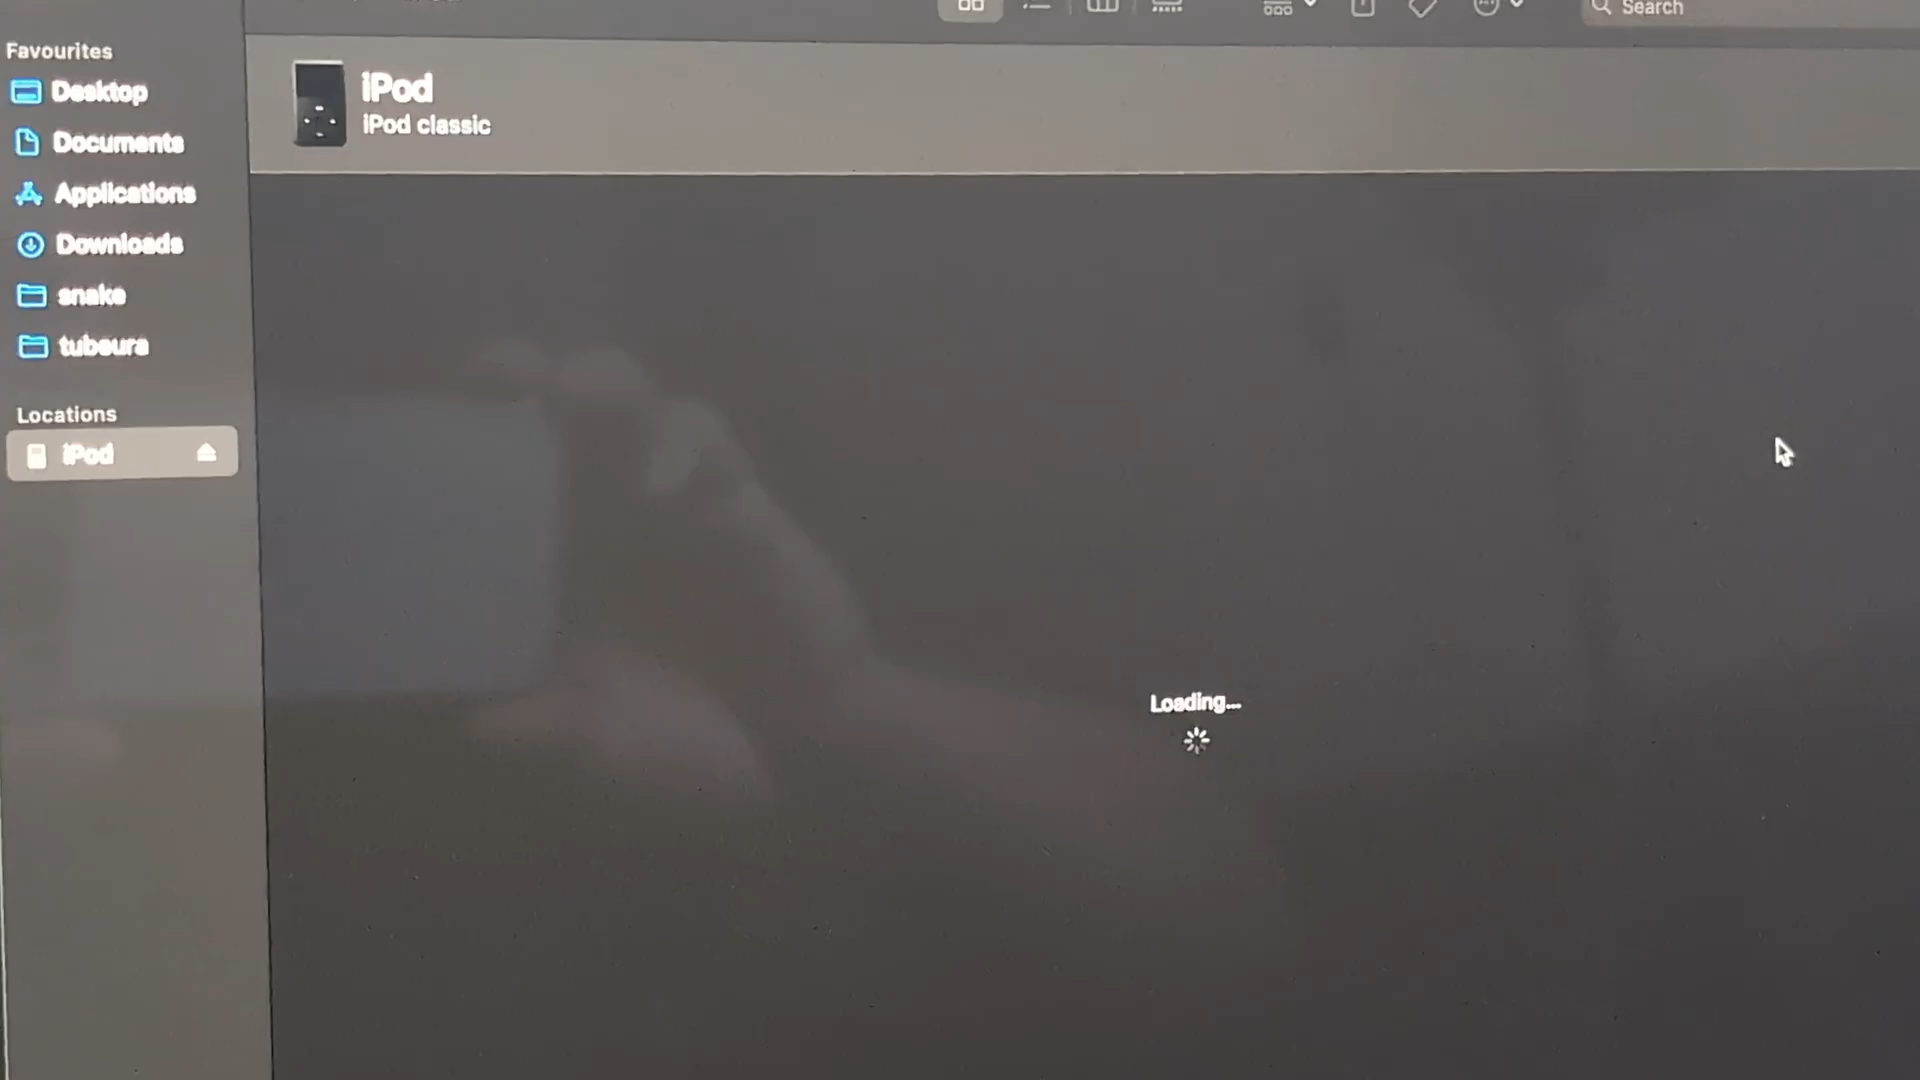 Search
Favourites
Desktop
Documents
Applications
Downloads
snake
tubeura
Locations
iPod
iPod
iPod classic
Loading...